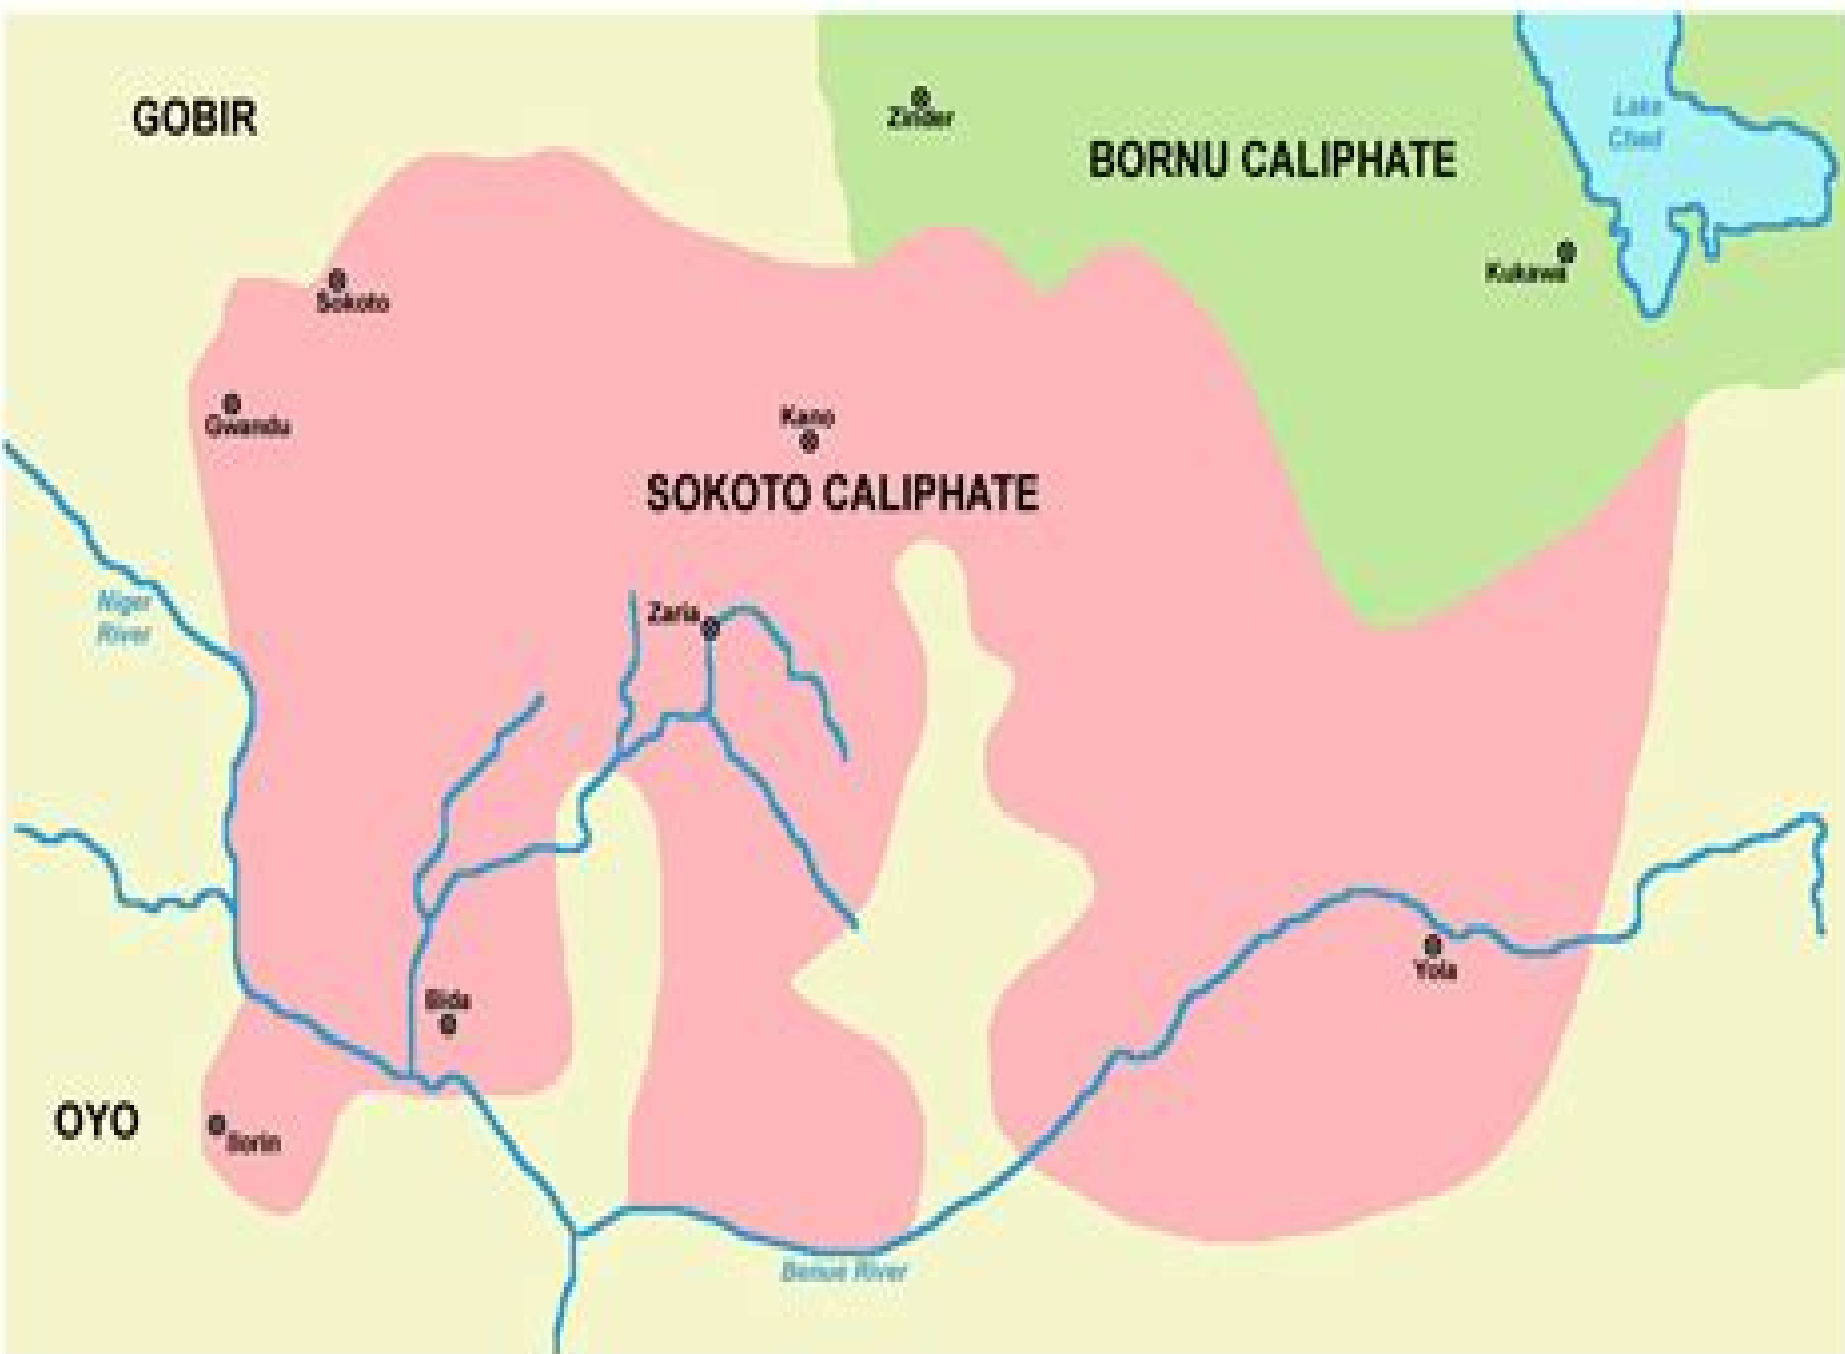 GOBIR
Zinder
BORNU CALIPHATE
Lake
Chad
Kukawa
Sokoto
Gwandu
Kano
SOKOTO CALIPHATE
Niger
River
Zaria
Bida
Yola
OYO
Ilorin
Benue River